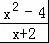 x² − 4
x+2